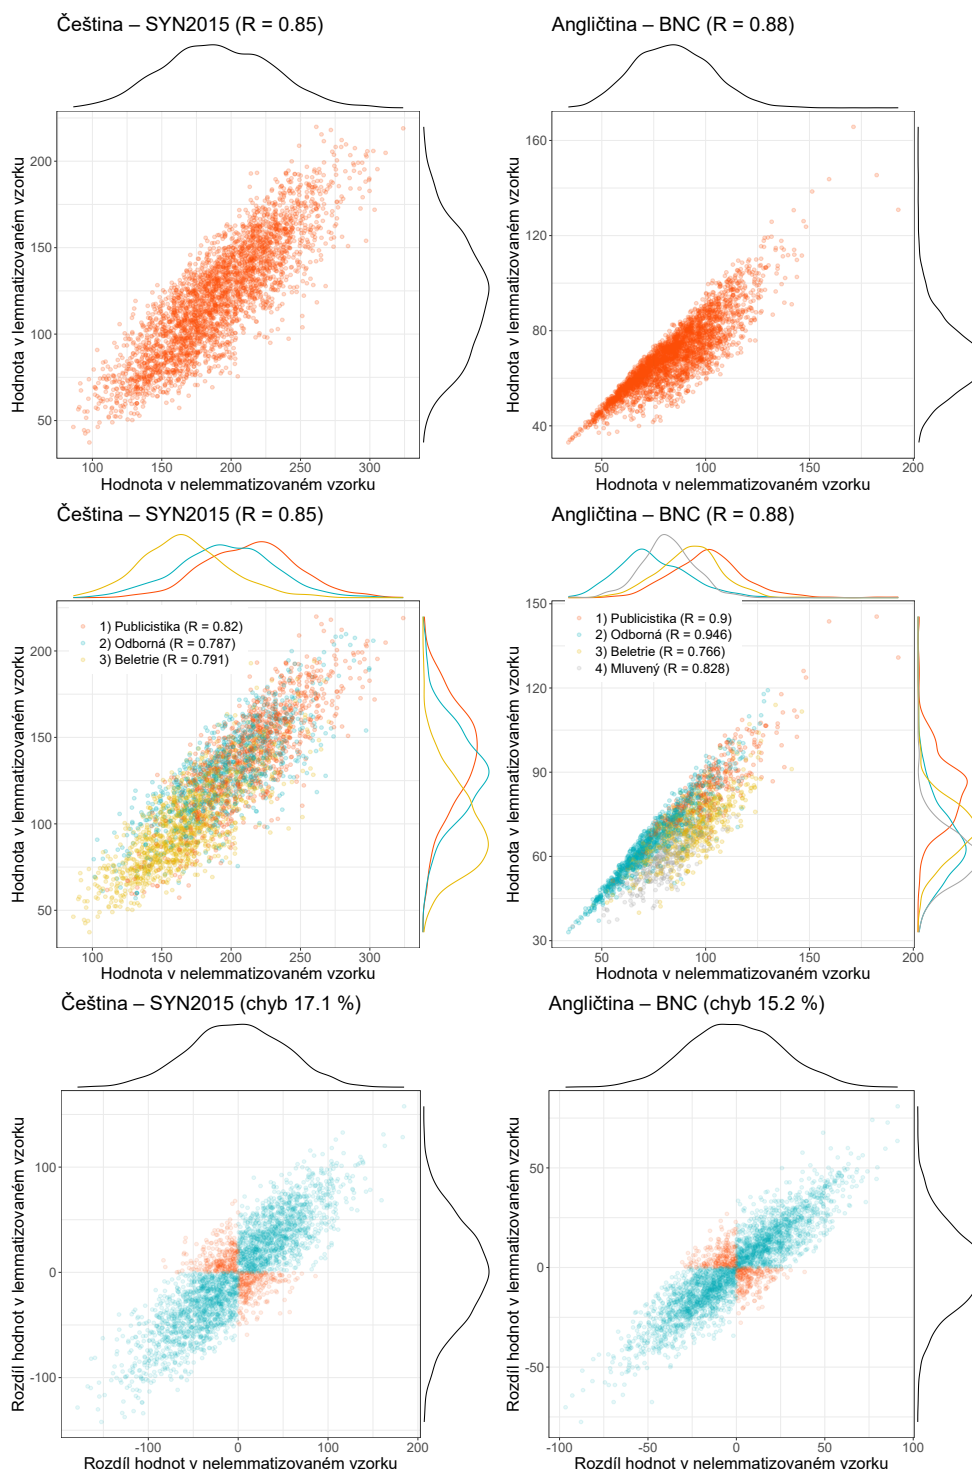 Čeština – SYN2015 (R = 0.85)
Angličtina – BNC (R = 0.88)
Hodnota v lemmatizovaném vzorku
200
150
100
50
100
150
200
250
300
Hodnota v nelemmatizovaném vzorku
Hodnota v lemmatizovaném vzorku
160
120
80
40
50
100
150
200
Hodnota v nelemmatizovaném vzorku
Čeština – SYN2015 (R = 0.85)
Angličtina – BNC (R = 0.88)
1) Publicistika (R = 0.82)
2) Odborná (R = 0.787)
3) Beletrie (R = 0.791)
Hodnota v lemmatizovaném vzorku
200
150
100
50
100
150
200
250
300
Hodnota v nelemmatizovaném vzorku
1) Publicistika (R = 0.9)
2) Odborná (R = 0.946)
3) Beletrie (R = 0.766)
4) Mluvený (R = 0.828)
Hodnota v lemmatizovaném vzorku
150
120
90
60
30
50
100
150
200
Hodnota v nelemmatizovaném vzorku
Čeština – SYN2015 (chyb 17.1 %)
Angličtina – BNC (chyb 15.2 %)
Rozdíl hodnot v lemmatizovaném vzorku
100
0
-100
-100
0
100
200
Rozdíl hodnot v nelemmatizovaném vzorku
Rozdíl hodnot v lemmatizovaném vzorku
50
0
-50
-100
-50
0
50
100
Rozdíl hodnot v nelemmatizovaném vzorku